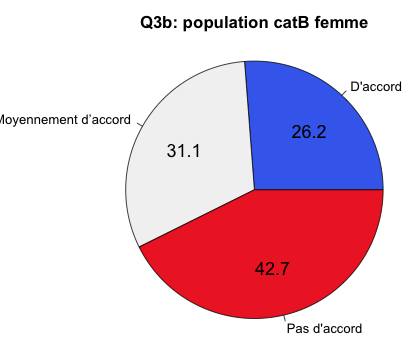 Q3b: population catB femme
D'accord
Moyennement d'accord
26.2
31.1
42.7
Pas d'accord